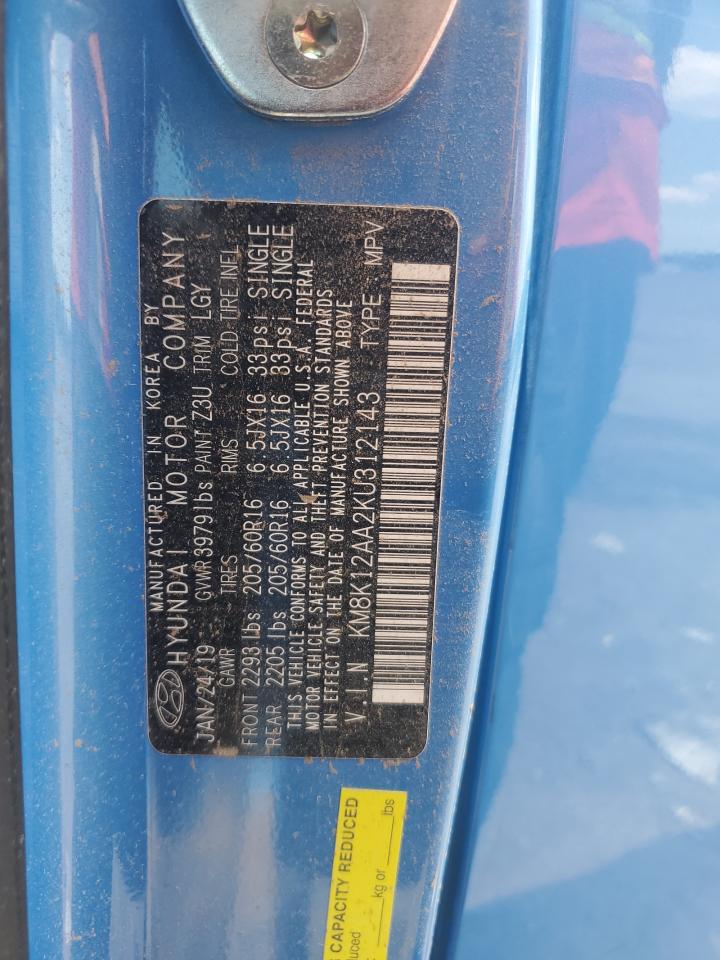 MANUFACTURED IN KOREA BY
HYUNDAI MOTOR COMPANY
JAN/24/19 GVWR 3979lbs PAINT Z3U TRIM LGY
GAWR TIRES RIMS COLD TIRE INFL
FRONT 2293 lbs 205/60R16 6.5JX16 33psi SINGLE
REAR 2205 lbs 205/60R16 6.5JX16 33psi SINGLE
THIS VEHICLE CONFORMS TO ALL APPLICABLE U.S.A. FEDERAL
MOTOR VEHICLE SAFETY AND THEFT PREVENTION STANDARDS
IN EFFECT ON THE DATE OF MANUFACTURE SHOWN ABOVE
V.I.N KM8K12AA2KU312143 TYPE MPV
CAPACITY REDUCED
kg or lbs